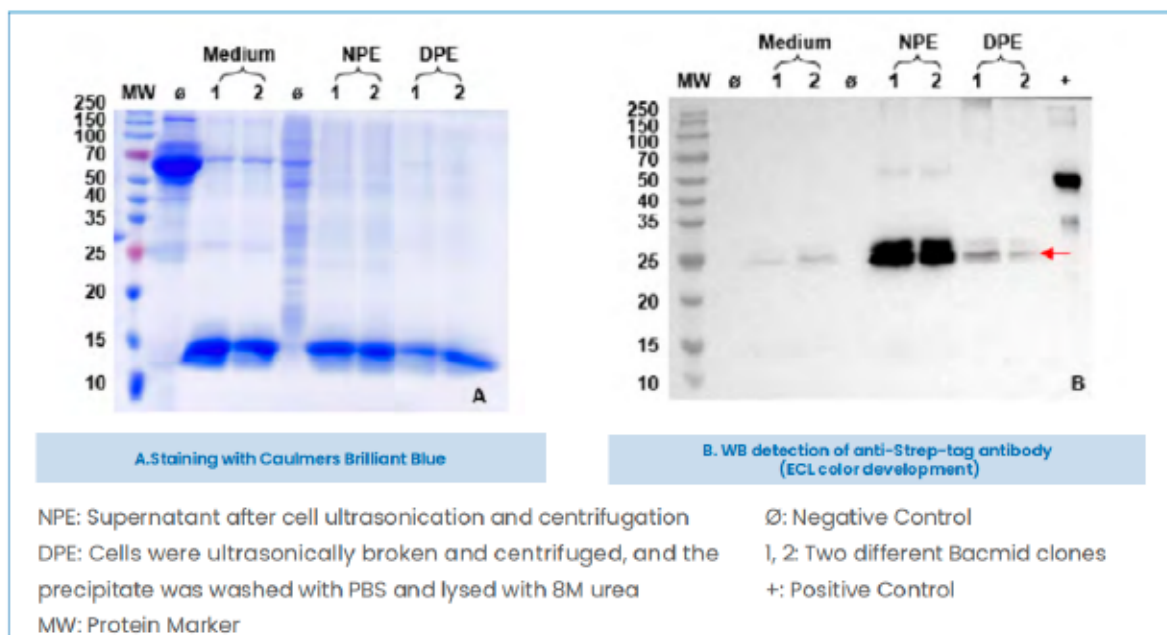 Medium NPE DPE
MW ø 1 2 ø 1 2 1 2
250
150
100
70
50
40
35
25
20
15
10
A
Medium NPE DPE
MW ø 1 2 ø 1 2 1 2 +
250
150
100
70
50
40
35
25
20
15
10
B
A.Staining with Caulmers Brilliant Blue
B. WB detection of anti-Strep-tag antibody
(ECL color development)
NPE: Supernatant after cell ultrasonication and centrifugation
DPE: Cells were ultrasonically broken and centrifuged, and the
precipitate was washed with PBS and lysed with 8M urea
MW: Protein Marker
Ø: Negative Control
1, 2: Two different Bacmid clones
+: Positive Control